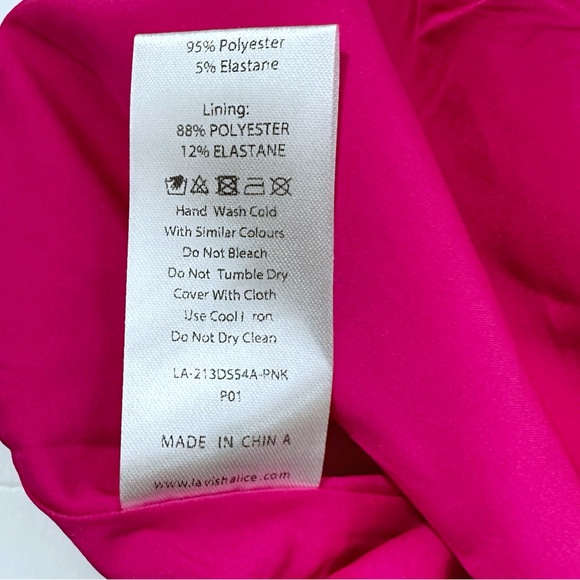 95% Polyester
5% Elastane
Lining:
88% POLYESTER
12% ELASTANE
Hand Wash Cold
With Similar Colours
Do Not Bleach
Do Not Tumble Dry
Cover With Cloth
Use Cool I ron
Do Not Dry Clean
LA-213DS54A-PNK
P01
MADE IN CHINA
www.lavishalice.com